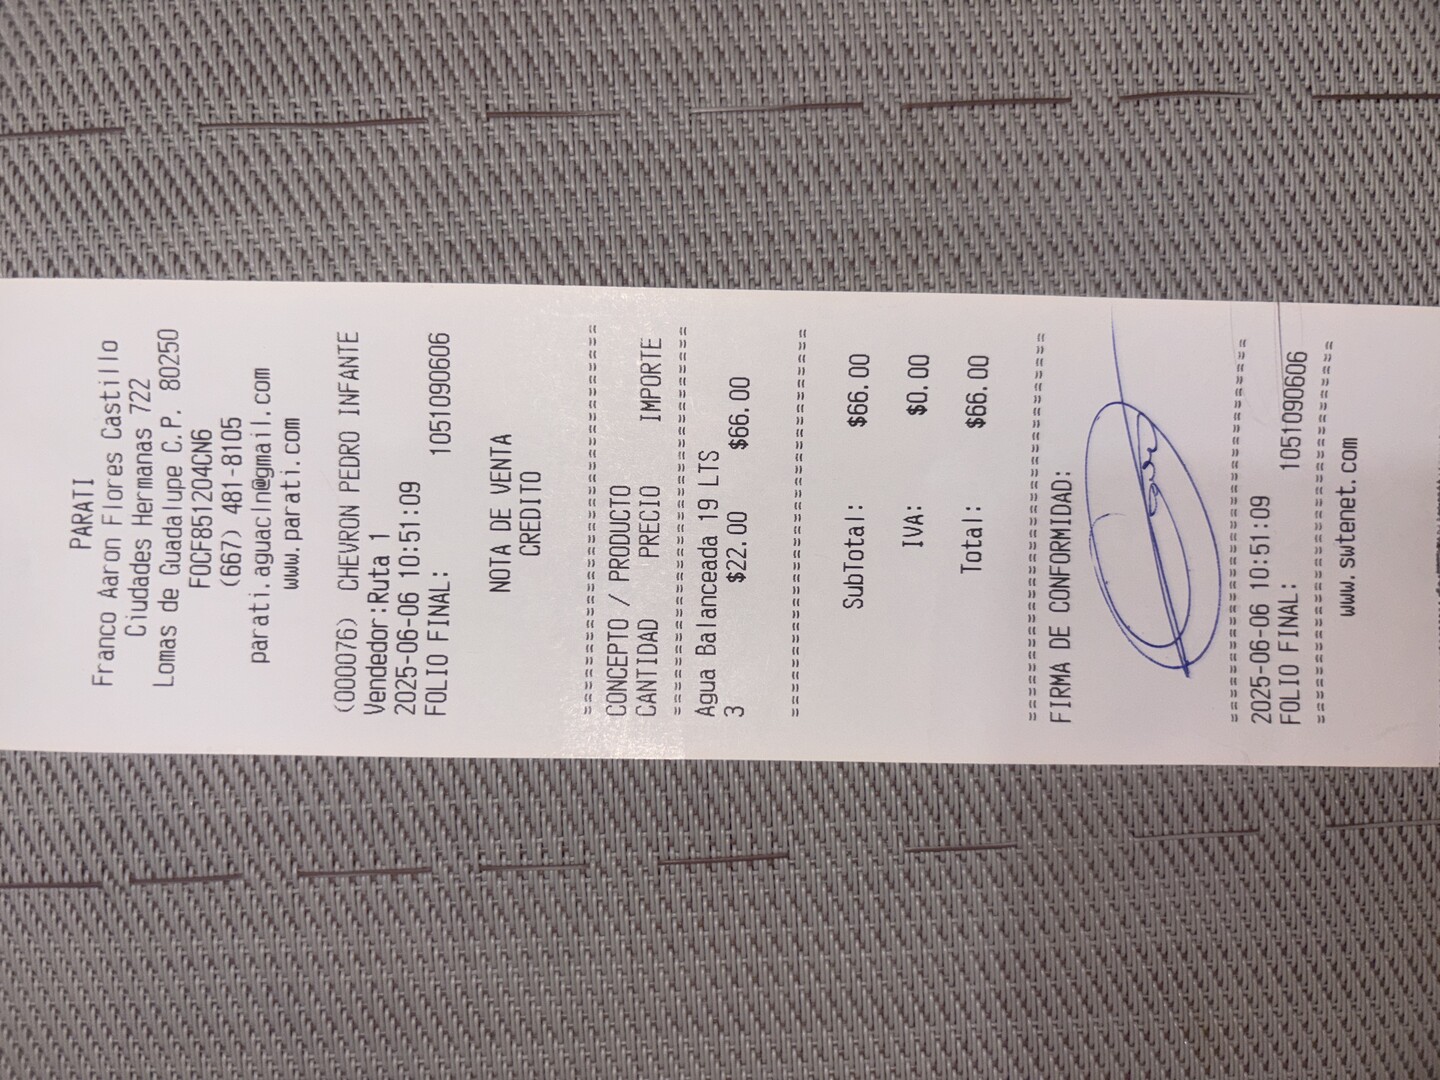 PARATI
Franco Aaron Flores Castillo
Ciudades Hermanas 722
Lomas de Guadalupe C.P. 80250
FOCF851204CN6
(667) 481-8105
parati.aguacln@gmail.com
www.parati.com
(000076) CHEVRON PEDRO INFANTE
Vendedor:Ruta 1
2025-06-06 10:51:09
FOLIO FINAL: 1051090606
NOTA DE VENTA
CREDITO
==============================
CONCEPTO / PRODUCTO
CANTIDAD PRECIO IMPORTE
==============================
Agua Balanceada 19 LTS
3 $22.00 $66.00
==============================
SubTotal: $66.00
IVA: $0.00
Total: $66.00
==============================
FIRMA DE CONFORMIDAD:
==============================
2025-06-06 10:51:09
FOLIO FINAL: 1051090606
==============================
www.swtenet.com